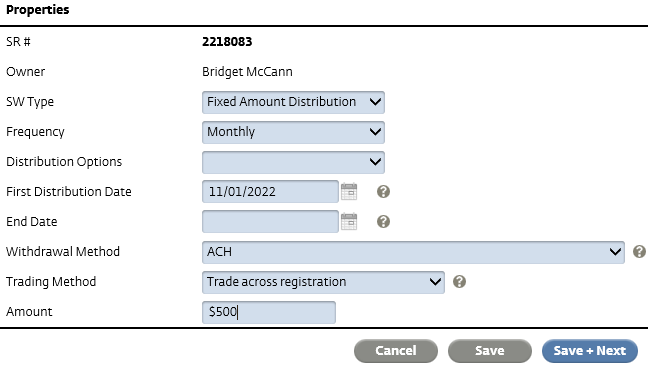 Properties
SR # 2218083
Owner Bridget McCann
SW Type Fixed Amount Distribution
Frequency Monthly
Distribution Options
First Distribution Date 11/01/2022 ?
End Date ?
Withdrawal Method ACH ?
Trading Method Trade across registration ?
Amount $500
Cancel Save Save + Next